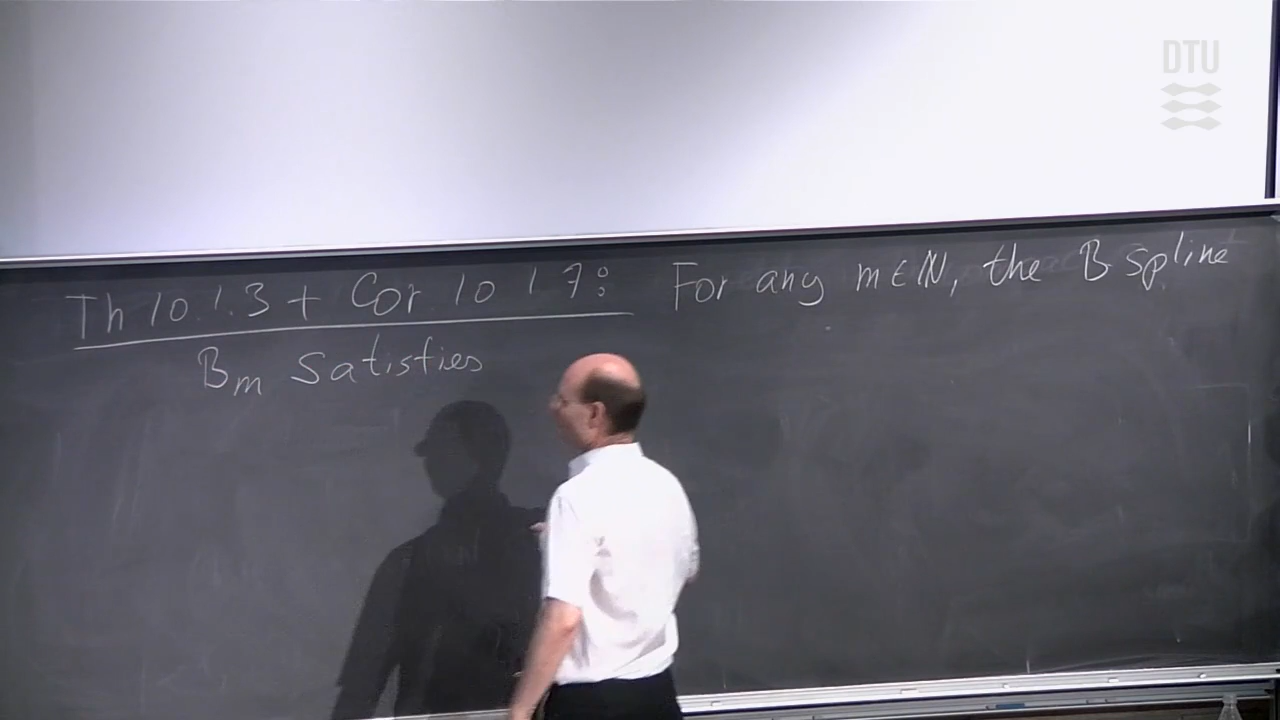 DTU
Th 10.1.3 + Cor 10 1 7: For any m∈ℕ, the B spline
Bm satisfies